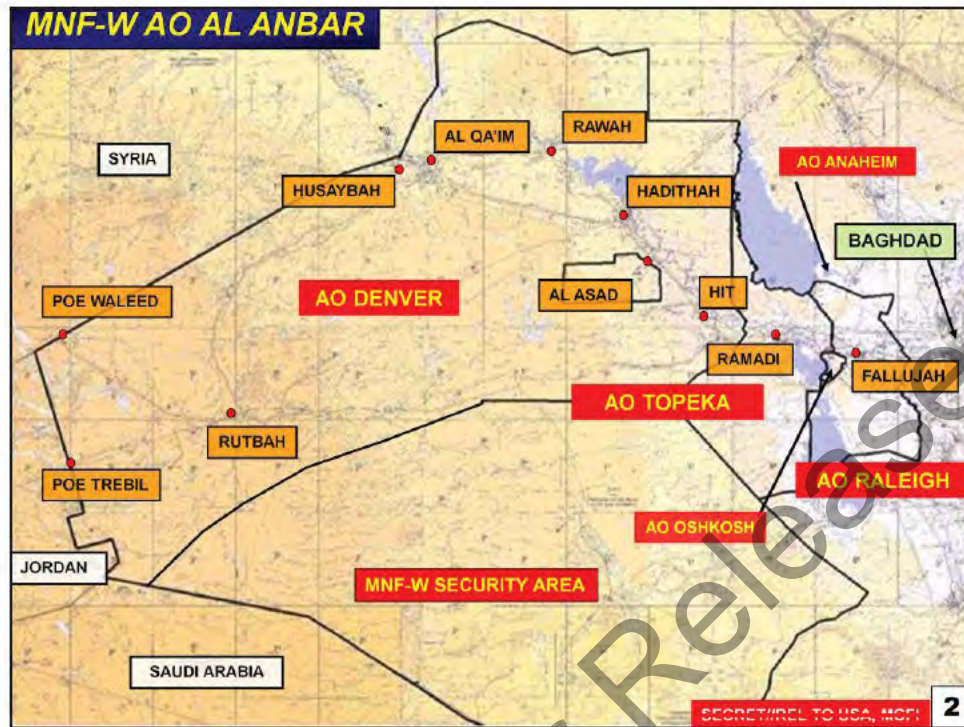 MNF-W AO AL ANBAR
RAWAH
AL QA'IM
SYRIA
AO ANAHEIM
HUSAYBAH
HADITHAH
BAGHDAD
POE WALEED
AO DENVER
AL ASAD
HIT
RAMADI
FALLUJAH
AO TOPEKA
RUTBAH
POE TREBIL
AO RALEIGH
AO OSHKOSH
JORDAN
MNF-W SECURITY AREA
SAUDI ARABIA
SECRET//REL TO USA, MCFI
2
Release